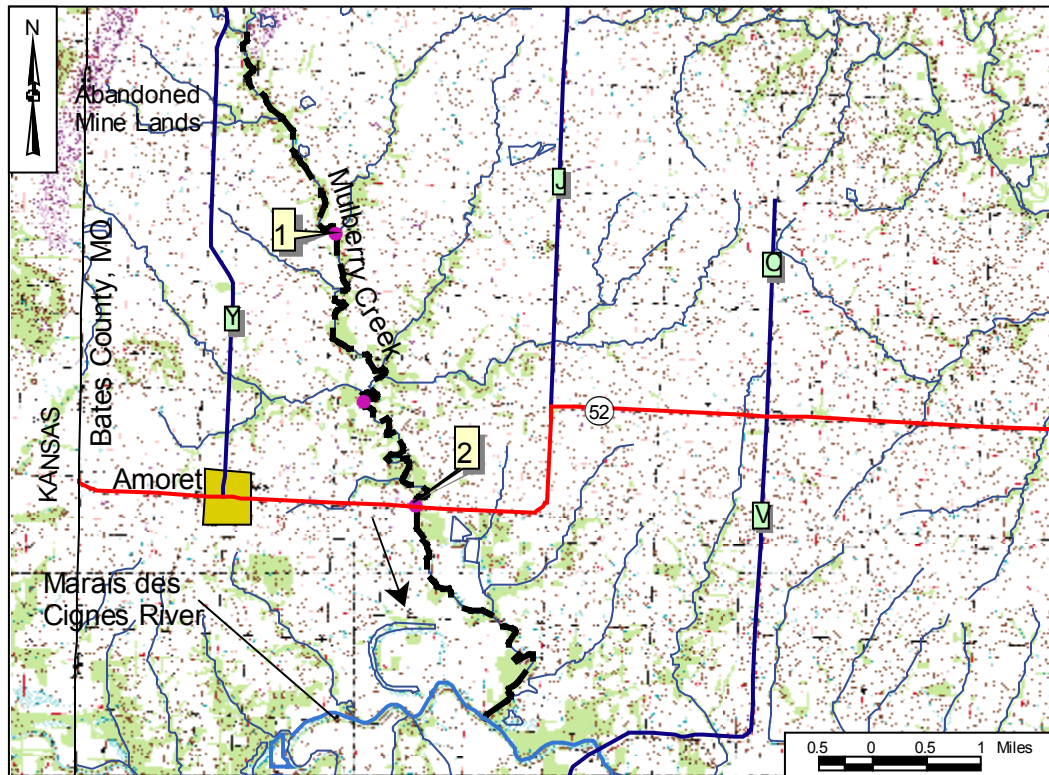 N
Abandoned
Mine Lands
J
Mulberry Creek
1
Bates County, MO
O
Y
KANSAS
52
2
Amoret
V
Marais des
Cignes River
0.5 0 0.5 1 Miles